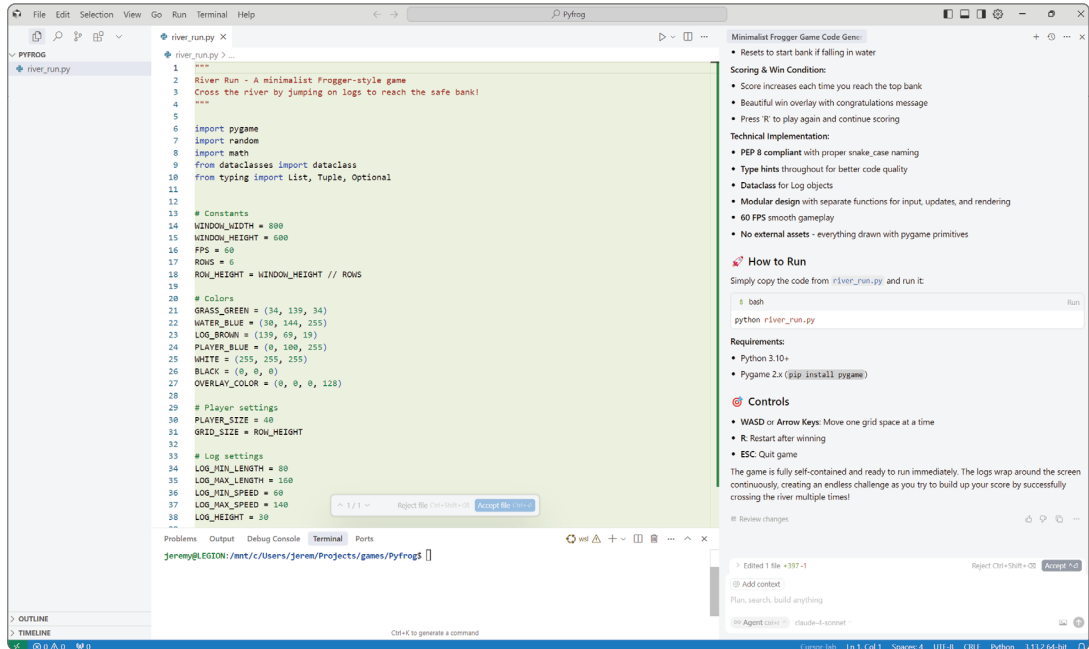 File Edit Selection View Go Run Terminal Help
Pyfrog
PYFROG
river_run.py
OUTLINE
TIMELINE
river_run.py
river_run.py > ...
1 """
2 River Run - A minimalist Frogger-style game
3 Cross the river by jumping on logs to reach the safe bank!
4 """
5
6 import pygame
7 import random
8 import math
9 from dataclasses import dataclass
10 from typing import List, Tuple, Optional
11
12
13 # Constants
14 WINDOW_WIDTH = 800
15 WINDOW_HEIGHT = 600
16 FPS = 60
17 ROWS = 6
18 ROW_HEIGHT = WINDOW_HEIGHT // ROWS
19
20 # Colors
21 GRASS_GREEN = (34, 139, 34)
22 WATER_BLUE = (30, 144, 255)
23 LOG_BROWN = (139, 69, 19)
24 PLAYER_BLUE = (0, 100, 255)
25 WHITE = (255, 255, 255)
26 BLACK = (0, 0, 0)
27 OVERLAY_COLOR = (0, 0, 0, 128)
28
29 # Player settings
30 PLAYER_SIZE = 40
31 GRID_SIZE = ROW_HEIGHT
32
33 # Log settings
34 LOG_MIN_LENGTH = 80
35 LOG_MAX_LENGTH = 160
36 LOG_MIN_SPEED = 60
37 LOG_MAX_SPEED = 140
38 LOG_HEIGHT = 30
1 / 1 Reject file Ctrl+Shift+⌫ Accept file Ctrl+⏎
Problems Output Debug Console Terminal Ports
wsl
jeremy@LEGION:/mnt/c/Users/jerem/Projects/games/Pyfrog$
Ctrl+K to generate a command
Minimalist Frogger Game Code Gener
• Resets to start bank if falling in water
Scoring & Win Condition:
• Score increases each time you reach the top bank
• Beautiful win overlay with congratulations message
• Press 'R' to play again and continue scoring
Technical Implementation:
• PEP 8 compliant with proper snake_case naming
• Type hints throughout for better code quality
• Dataclass for Log objects
• Modular design with separate functions for input, updates, and rendering
• 60 FPS smooth gameplay
• No external assets - everything drawn with pygame primitives
🚀 How to Run
Simply copy the code from river_run.py and run it:
$ bash Run
python river_run.py
Requirements:
• Python 3.10+
• Pygame 2.x (pip install pygame)
🎯 Controls
• WASD or Arrow Keys: Move one grid space at a time
• R: Restart after winning
• ESC: Quit game
The game is fully self-contained and ready to run immediately. The logs wrap around the screen
continuously, creating an endless challenge as you try to build up your score by successfully
crossing the river multiple times!
Review changes
> Edited 1 file +397 -1 Reject Ctrl+Shift+⌫ Accept ^⏎
@ Add context
Plan, search, build anything
Agent claude-4-sonnet
0 0 0 Cursor Tab Ln 1, Col 1 Spaces: 4 UTF-8 CRLF Python 3.13.2 64-bit